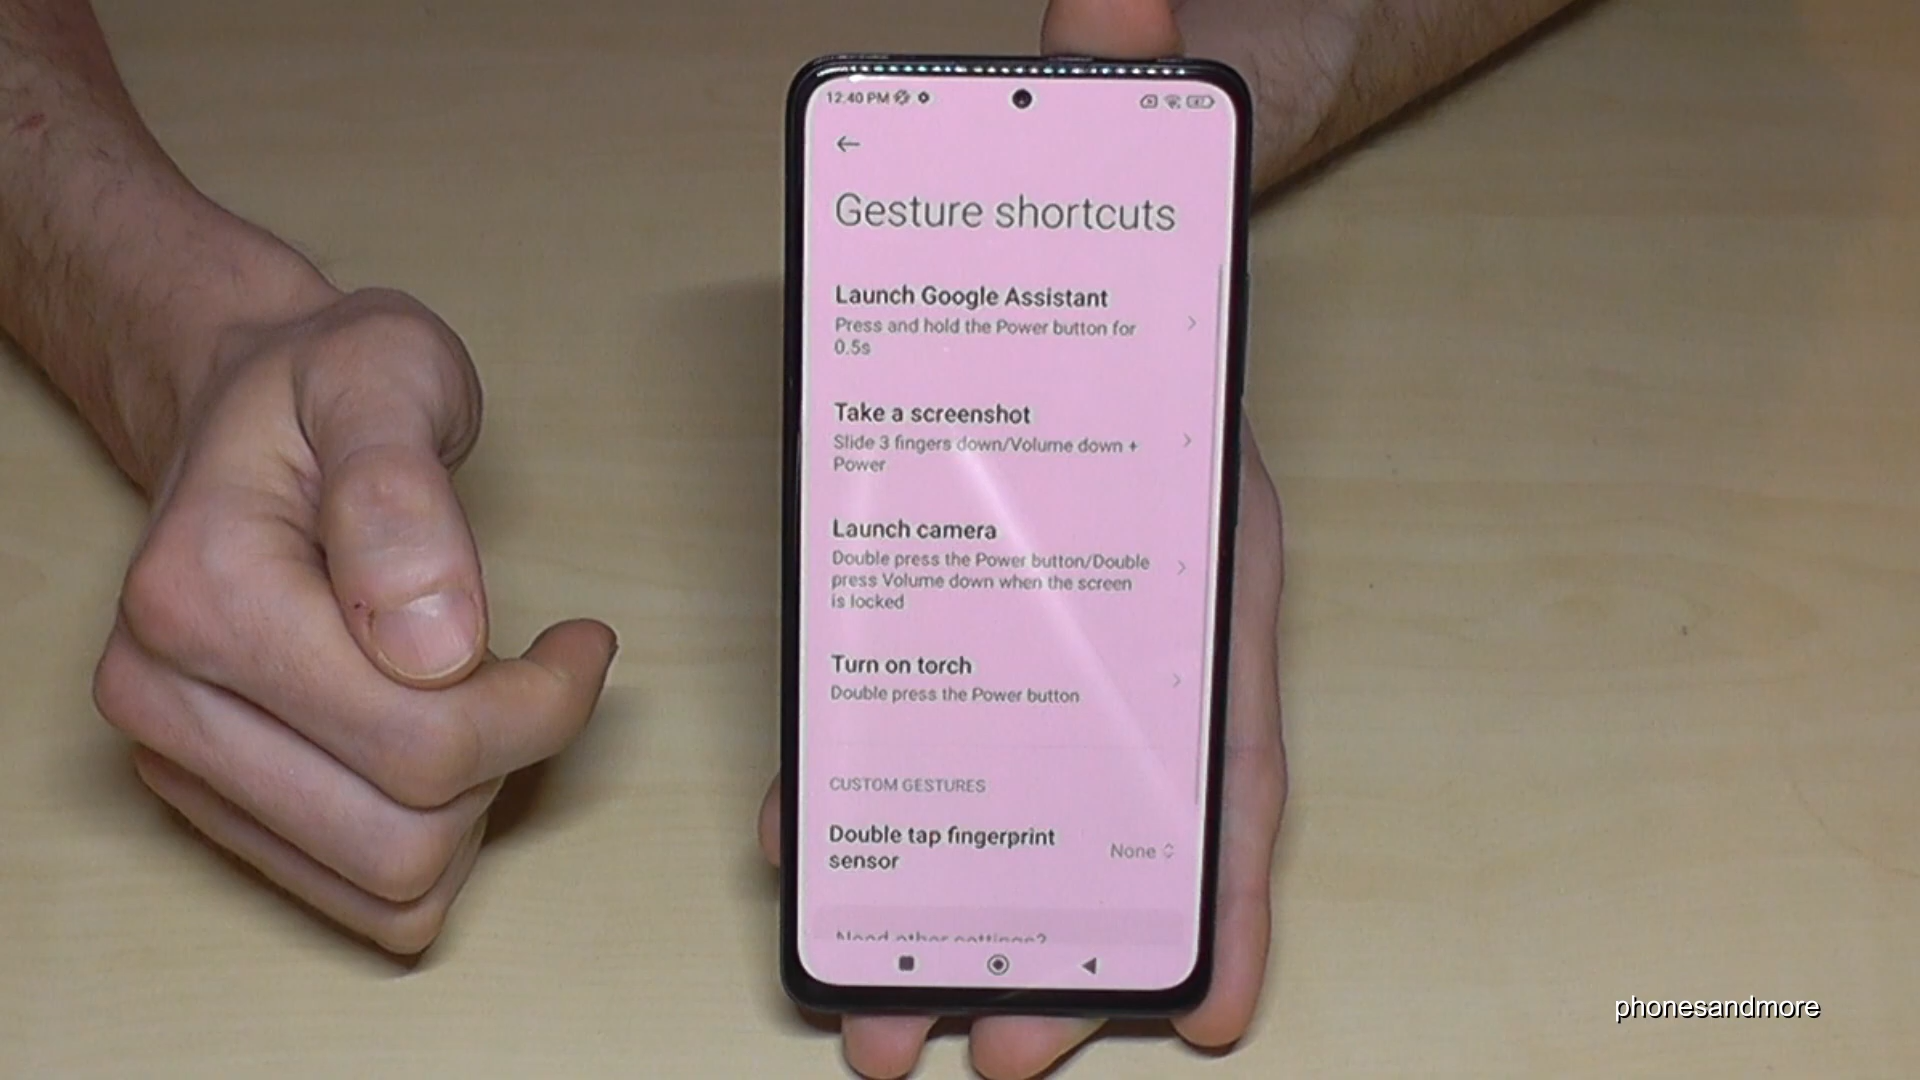 12:40 PM
Gesture shortcuts
Launch Google Assistant
Press and hold the Power button for
0.5s
Take a screenshot
Slide 3 fingers down/Volume down +
Power
Launch camera
Double press the Power button/Double
press Volume down when the screen
is locked
Turn on torch
Double press the Power button
CUSTOM GESTURES
Double tap fingerprint
sensor
None
Need other settings?
phonesandmore